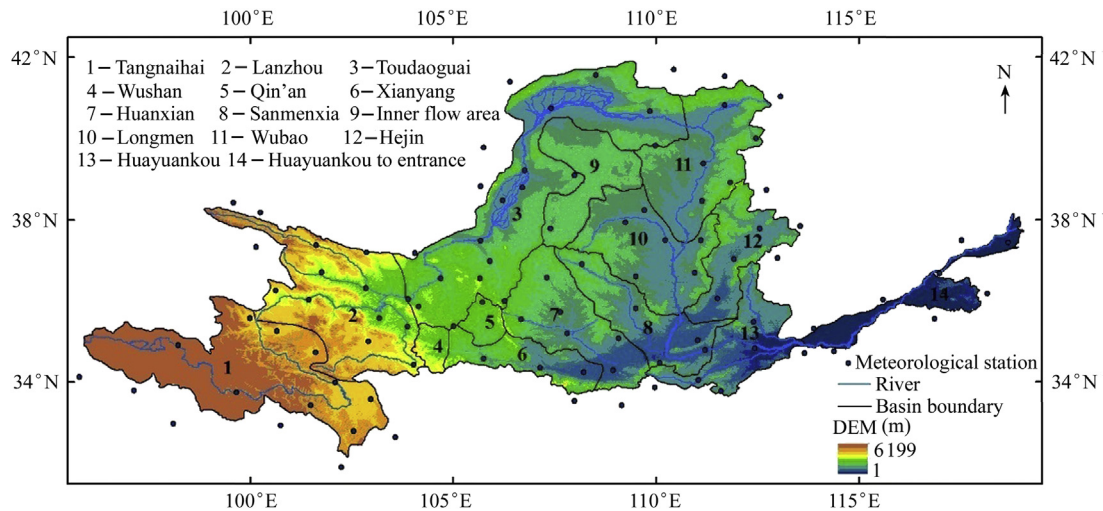 100°E 105°E 110°E 115°E
42°N 42°N
1－Tangnaihai 2－Lanzhou 3－Toudaoguai
4－Wushan 5－Qin'an 6－Xianyang
7－Huanxian 8－Sanmenxia 9－Inner flow area
10－Longmen 11－Wubao 12－Hejin
13－Huayuankou 14－Huayuankou to entrance
N
9 11
38°N 3 10 12 38°N
14
2 5 7 8 13
4 6
1
Meteorological station
34°N 34°N
River
Basin boundary
DEM (m)
6 199
1
100°E 105°E 110°E 115°E